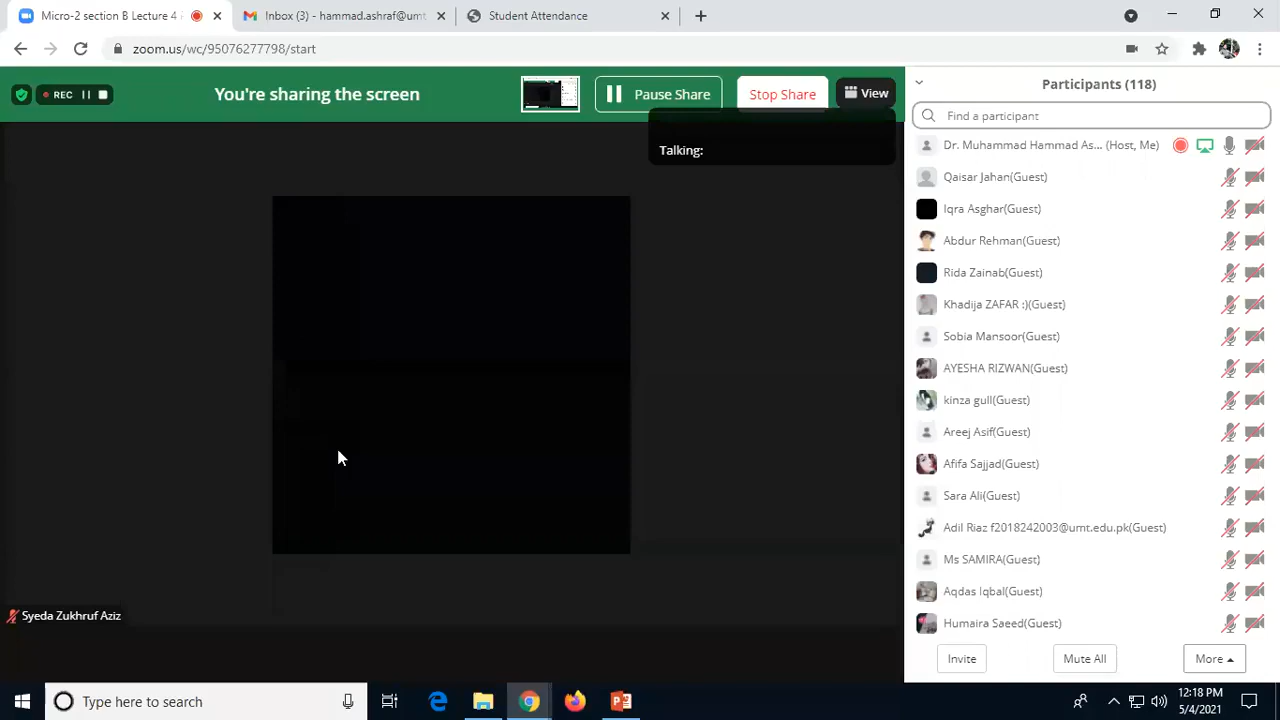 Micro-2 section B Lecture 4
Inbox (3) - hammad.ashraf@umt
Student Attendance
zoom.us/wc/95076277798/start
REC
You're sharing the screen
Pause Share
Stop Share
View
Talking:
Syeda Zukhruf Aziz
Participants (118)
Find a participant
Dr. Muhammad Hammad As... (Host, Me)
Qaisar Jahan(Guest)
Iqra Asghar(Guest)
Abdur Rehman(Guest)
Rida Zainab(Guest)
Khadija ZAFAR :)(Guest)
Sobia Mansoor(Guest)
AYESHA RIZWAN(Guest)
kinza gull(Guest)
Areej Asif(Guest)
Afifa Sajjad(Guest)
Sara Ali(Guest)
Adil Riaz f2018242003@umt.edu.pk(Guest)
Ms SAMIRA(Guest)
Aqdas Iqbal(Guest)
Humaira Saeed(Guest)
Invite
Mute All
More
Type here to search
12:18 PM
5/4/2021